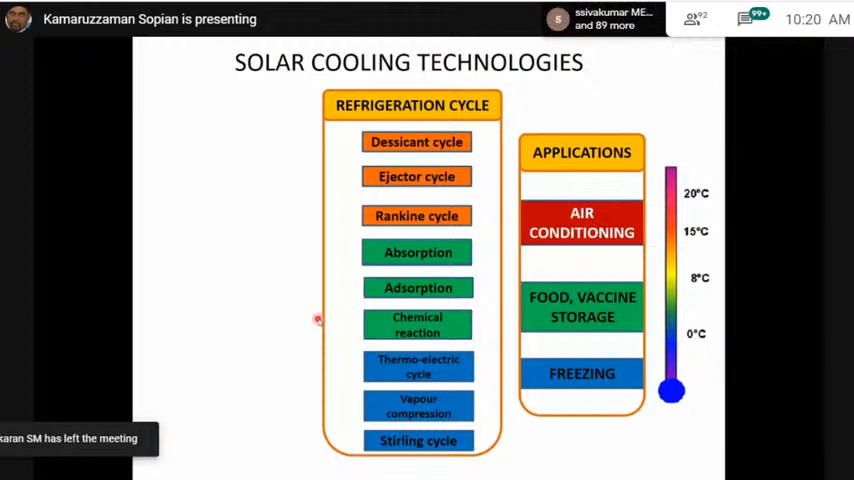 Kamaruzzaman Sopian is presenting
ssivakumar ME...
and 89 more
S
92
99+
10:20 AM
SOLAR COOLING TECHNOLOGIES
REFRIGERATION CYCLE
Dessicant cycle
Ejector cycle
Rankine cycle
Absorption
Adsorption
Chemical
reaction
Thermo-electric
cycle
Vapour
compression
Stirling cycle
APPLICATIONS
AIR
CONDITIONING
FOOD, VACCINE
STORAGE
FREEZING
20°C
15°C
8°C
0°C
karan SM has left the meeting